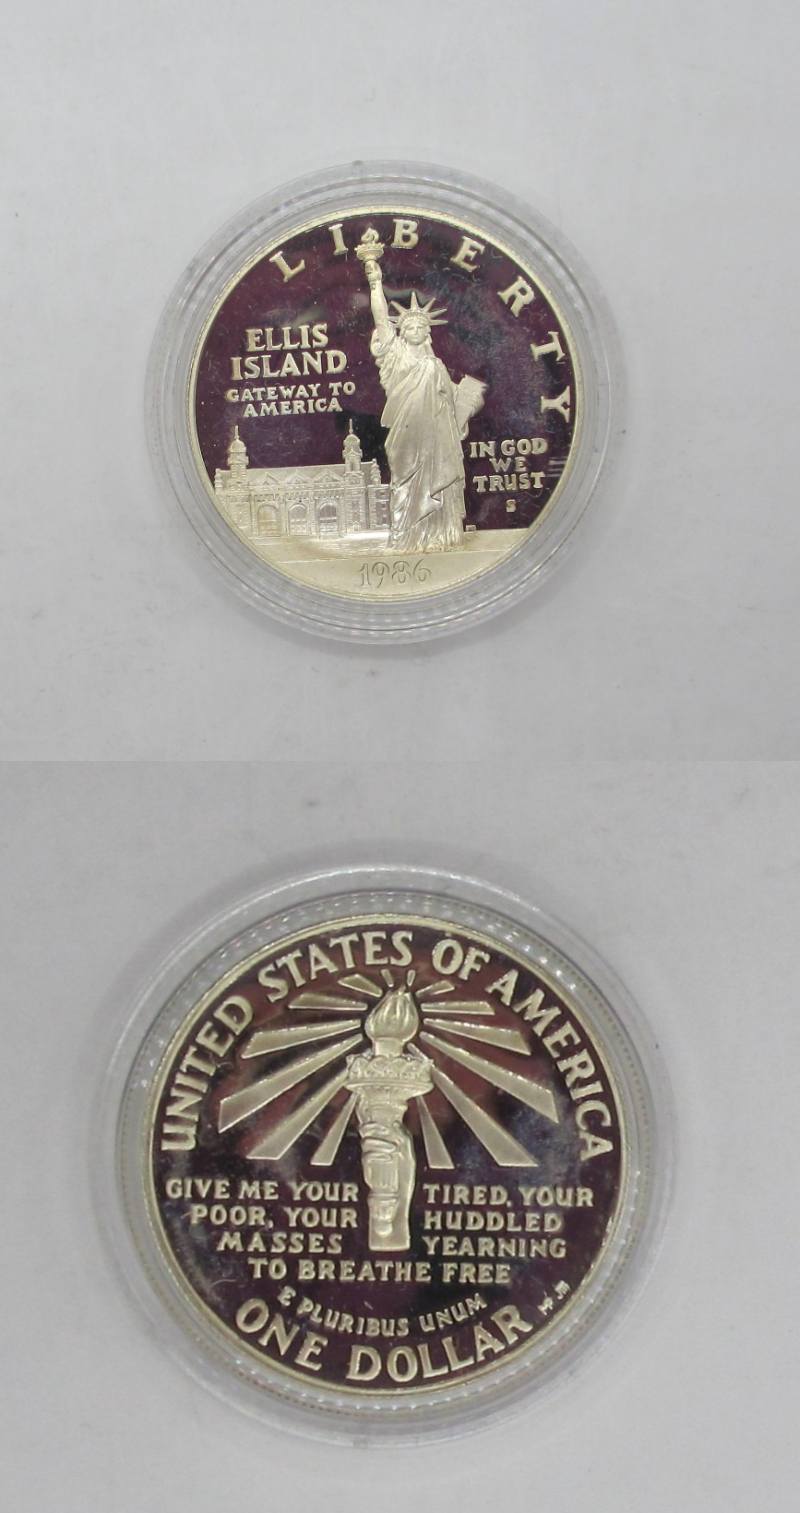 LIBERTY
ELLIS
ISLAND
GATEWAY TO
AMERICA
IN GOD
WE
TRUST
S
1986
UNITED STATES OF AMERICA
GIVE ME YOUR TIRED, YOUR
POOR, YOUR HUDDLED
MASSES YEARNING
TO BREATHE FREE
E PLURIBUS UNUM
ONE DOLLAR